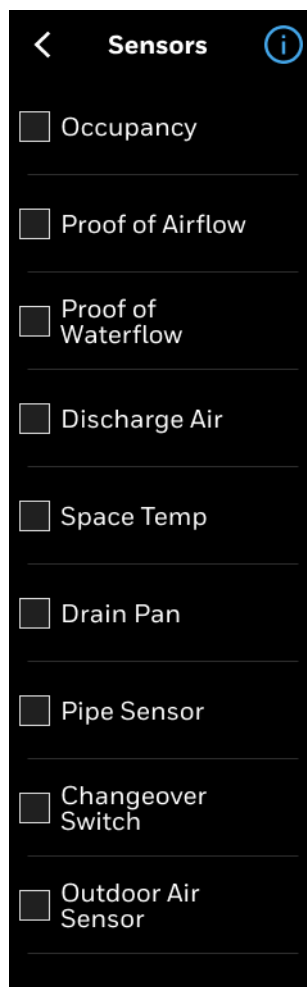 Sensors
Occupancy
Proof of Airflow
Proof of
Waterflow
Discharge Air
Space Temp
Drain Pan
Pipe Sensor
Changeover
Switch
Outdoor Air
Sensor